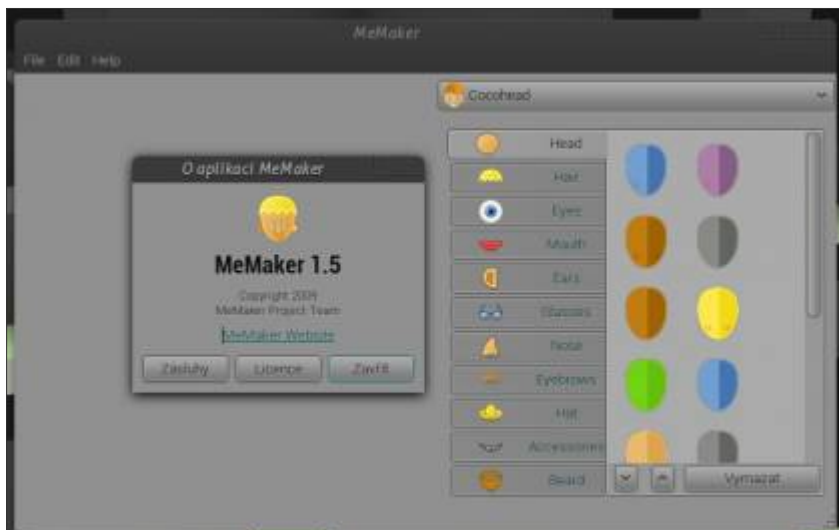 MeMaker
File Edit Help
Cocohead
Head
Hair
Eyes
Mouth
Ears
Glasses
Nose
Eyebrows
Hat
Accessories
Beard
Vymazat
O aplikaci MeMaker
MeMaker 1.5
Copyright 2009
MeMaker Project Team
MeMaker Website
Zásluhy Licence Zavřít